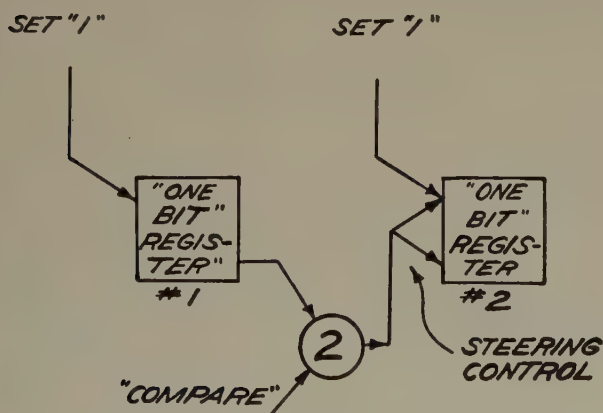 SET "1"
SET "1"
"ONE
BIT"
REGIS-
TER"
#1
"ONE
BIT"
REGIS-
TER
#2
2
STEERING
CONTROL
"COMPARE"